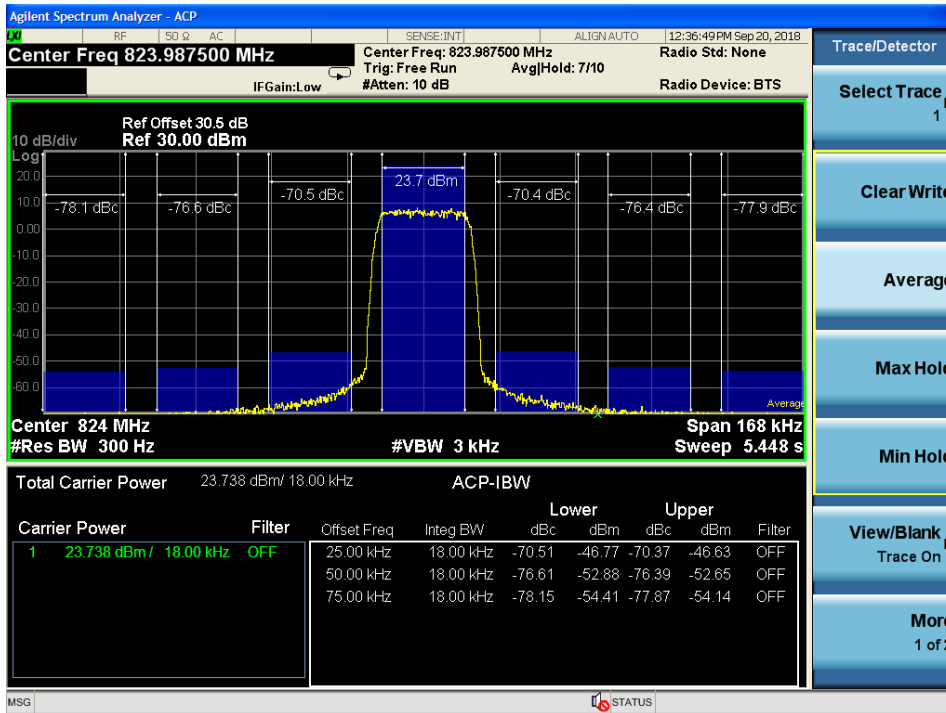 Agilent Spectrum Analyzer - ACP
LXI RF 50 Ω AC SENSE:INT ALIGN AUTO 12:36:49 PM Sep 20, 2018
Center Freq 823.987500 MHz
Center Freq: 823.987500 MHz Radio Std: None
Trig: Free Run Avg|Hold: 7/10
IFGain:Low #Atten: 10 dB Radio Device: BTS
Ref Offset 30.5 dB
10 dB/div Ref 30.00 dBm
Log
20.0
10.0
0.00
-10.0
-20.0
-30.0
-40.0
-50.0
-60.0
-78.1 dBc -76.6 dBc -70.5 dBc 23.7 dBm -70.4 dBc -76.4 dBc -77.9 dBc
Average
Center 824 MHz Span 168 kHz
#Res BW 300 Hz #VBW 3 kHz Sweep 5.448 s
Total Carrier Power 23.738 dBm/ 18.00 kHz ACP-IBW
Lower Upper
Carrier Power Filter Offset Freq Integ BW dBc dBm dBc dBm Filter
1 23.738 dBm / 18.00 kHz OFF 25.00 kHz 18.00 kHz -70.51 -46.77 -70.37 -46.63 OFF
50.00 kHz 18.00 kHz -76.61 -52.88 -76.39 -52.65 OFF
75.00 kHz 18.00 kHz -78.15 -54.41 -77.87 -54.14 OFF
MSG STATUS
Trace/Detector
Select Trace
1
Clear Write
Average
Max Hold
Min Hold
View/Blank
Trace On
More
1 of 2